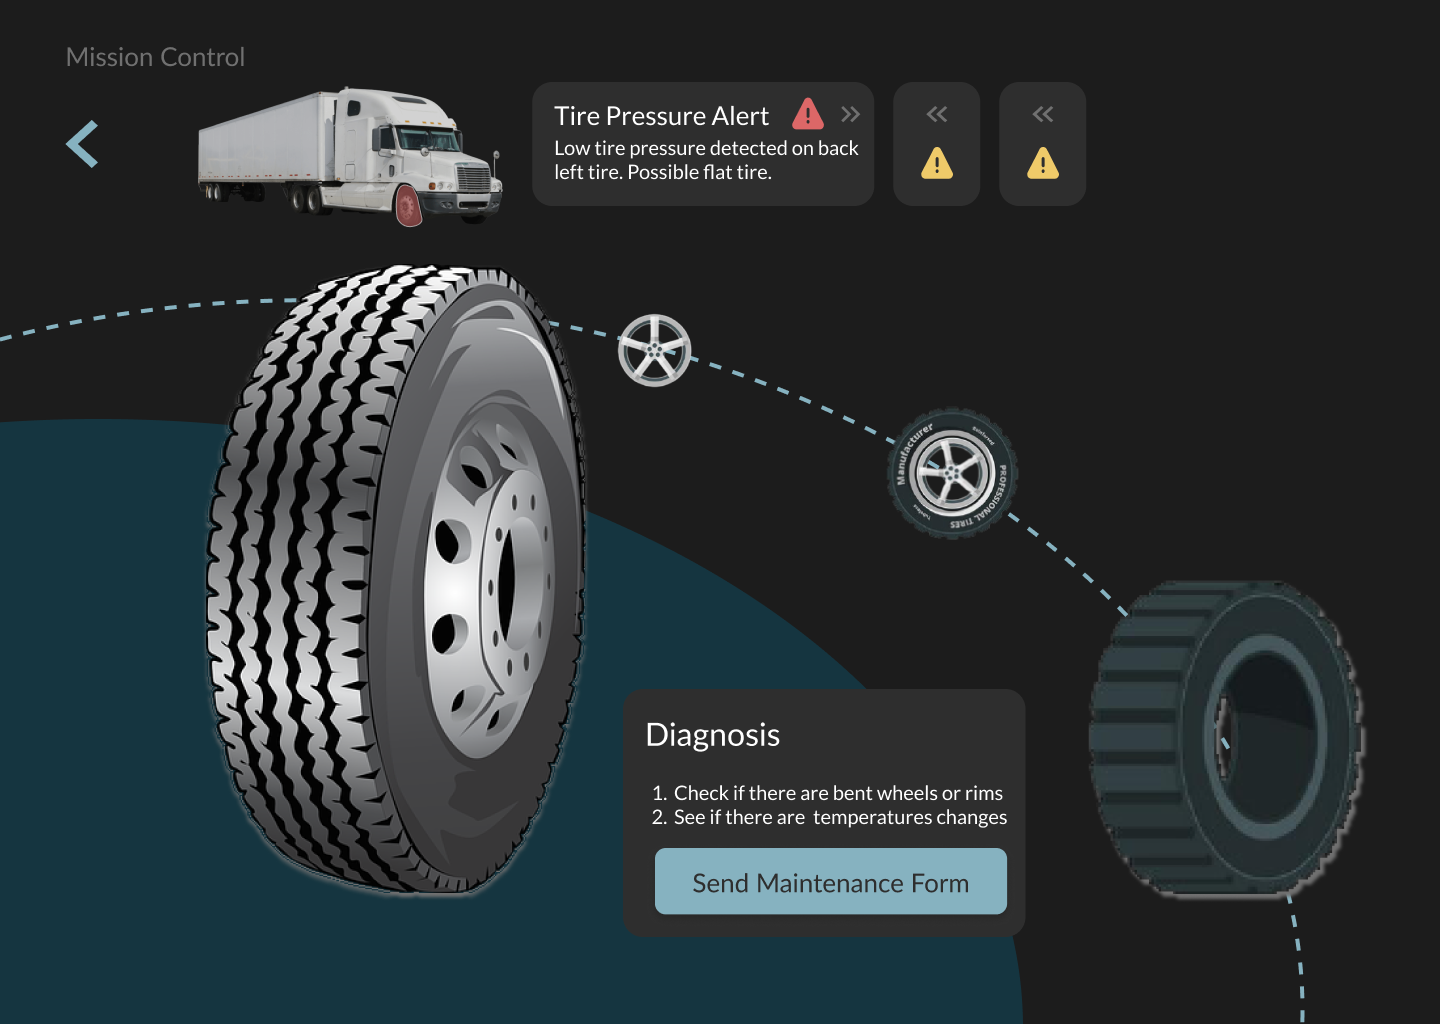 Mission Control
Tire Pressure Alert
Low tire pressure detected on back
left tire. Possible flat tire.
Manufacturer
PROFESSIONAL TIRES
Diagnosis
1. Check if there are bent wheels or rims
2. See if there are  temperatures changes
Send Maintenance Form